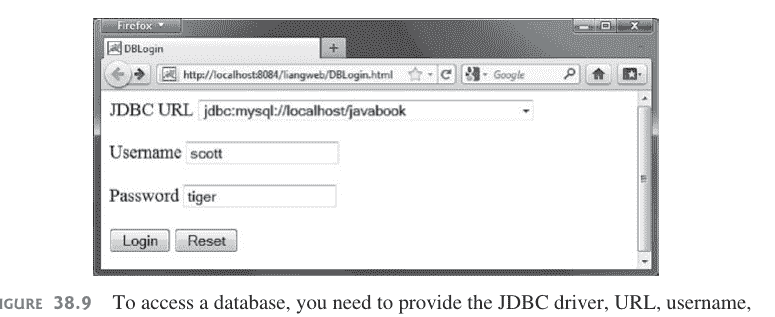 Firefox
DBLogin
http://localhost:8084/liangweb/DBLogin.html
Google
JDBC URL jdbc:mysql://localhost/javabook
Username scott
Password tiger
Login Reset
IGURE 38.9 To access a database, you need to provide the JDBC driver, URL, username,